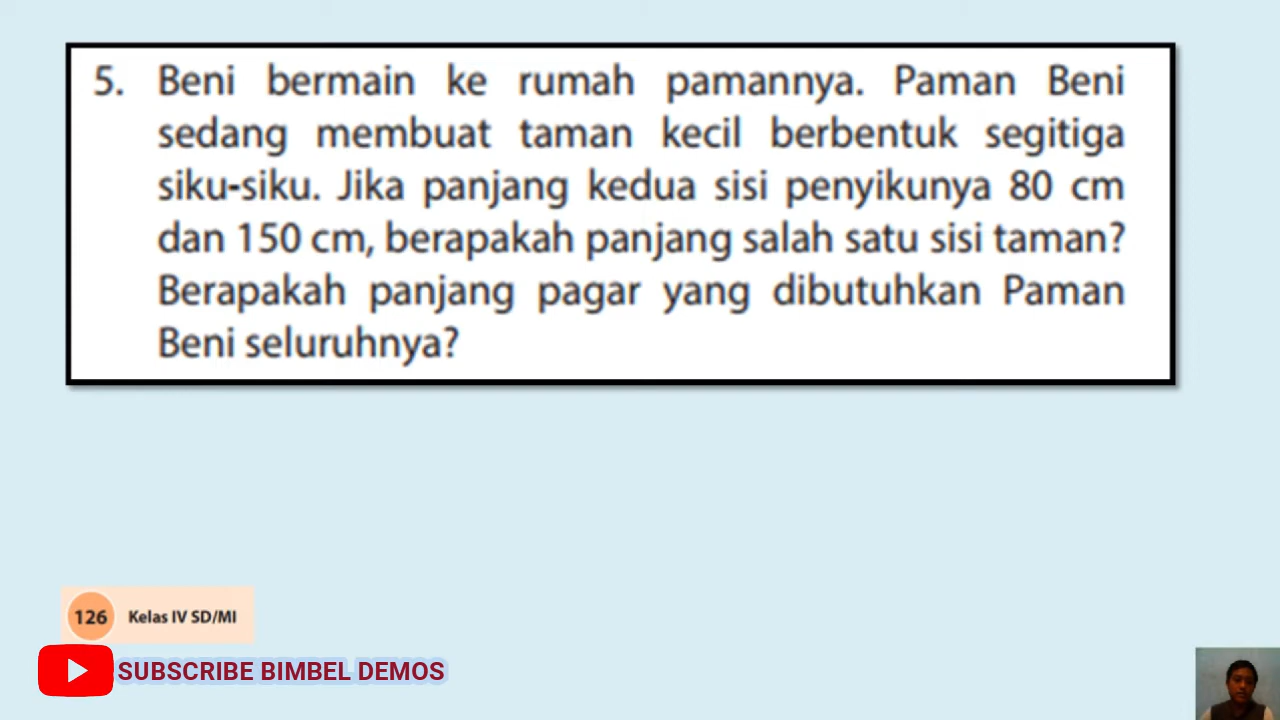 5. Beni bermain ke rumah pamannya. Paman Beni
sedang membuat taman kecil berbentuk segitiga
siku-siku. Jika panjang kedua sisi penyikunya 80 cm
dan 150 cm, berapakah panjang salah satu sisi taman?
Berapakah panjang pagar yang dibutuhkan Paman
Beni seluruhnya?
126 Kelas IV SD/MI
SUBSCRIBE BIMBEL DEMOS